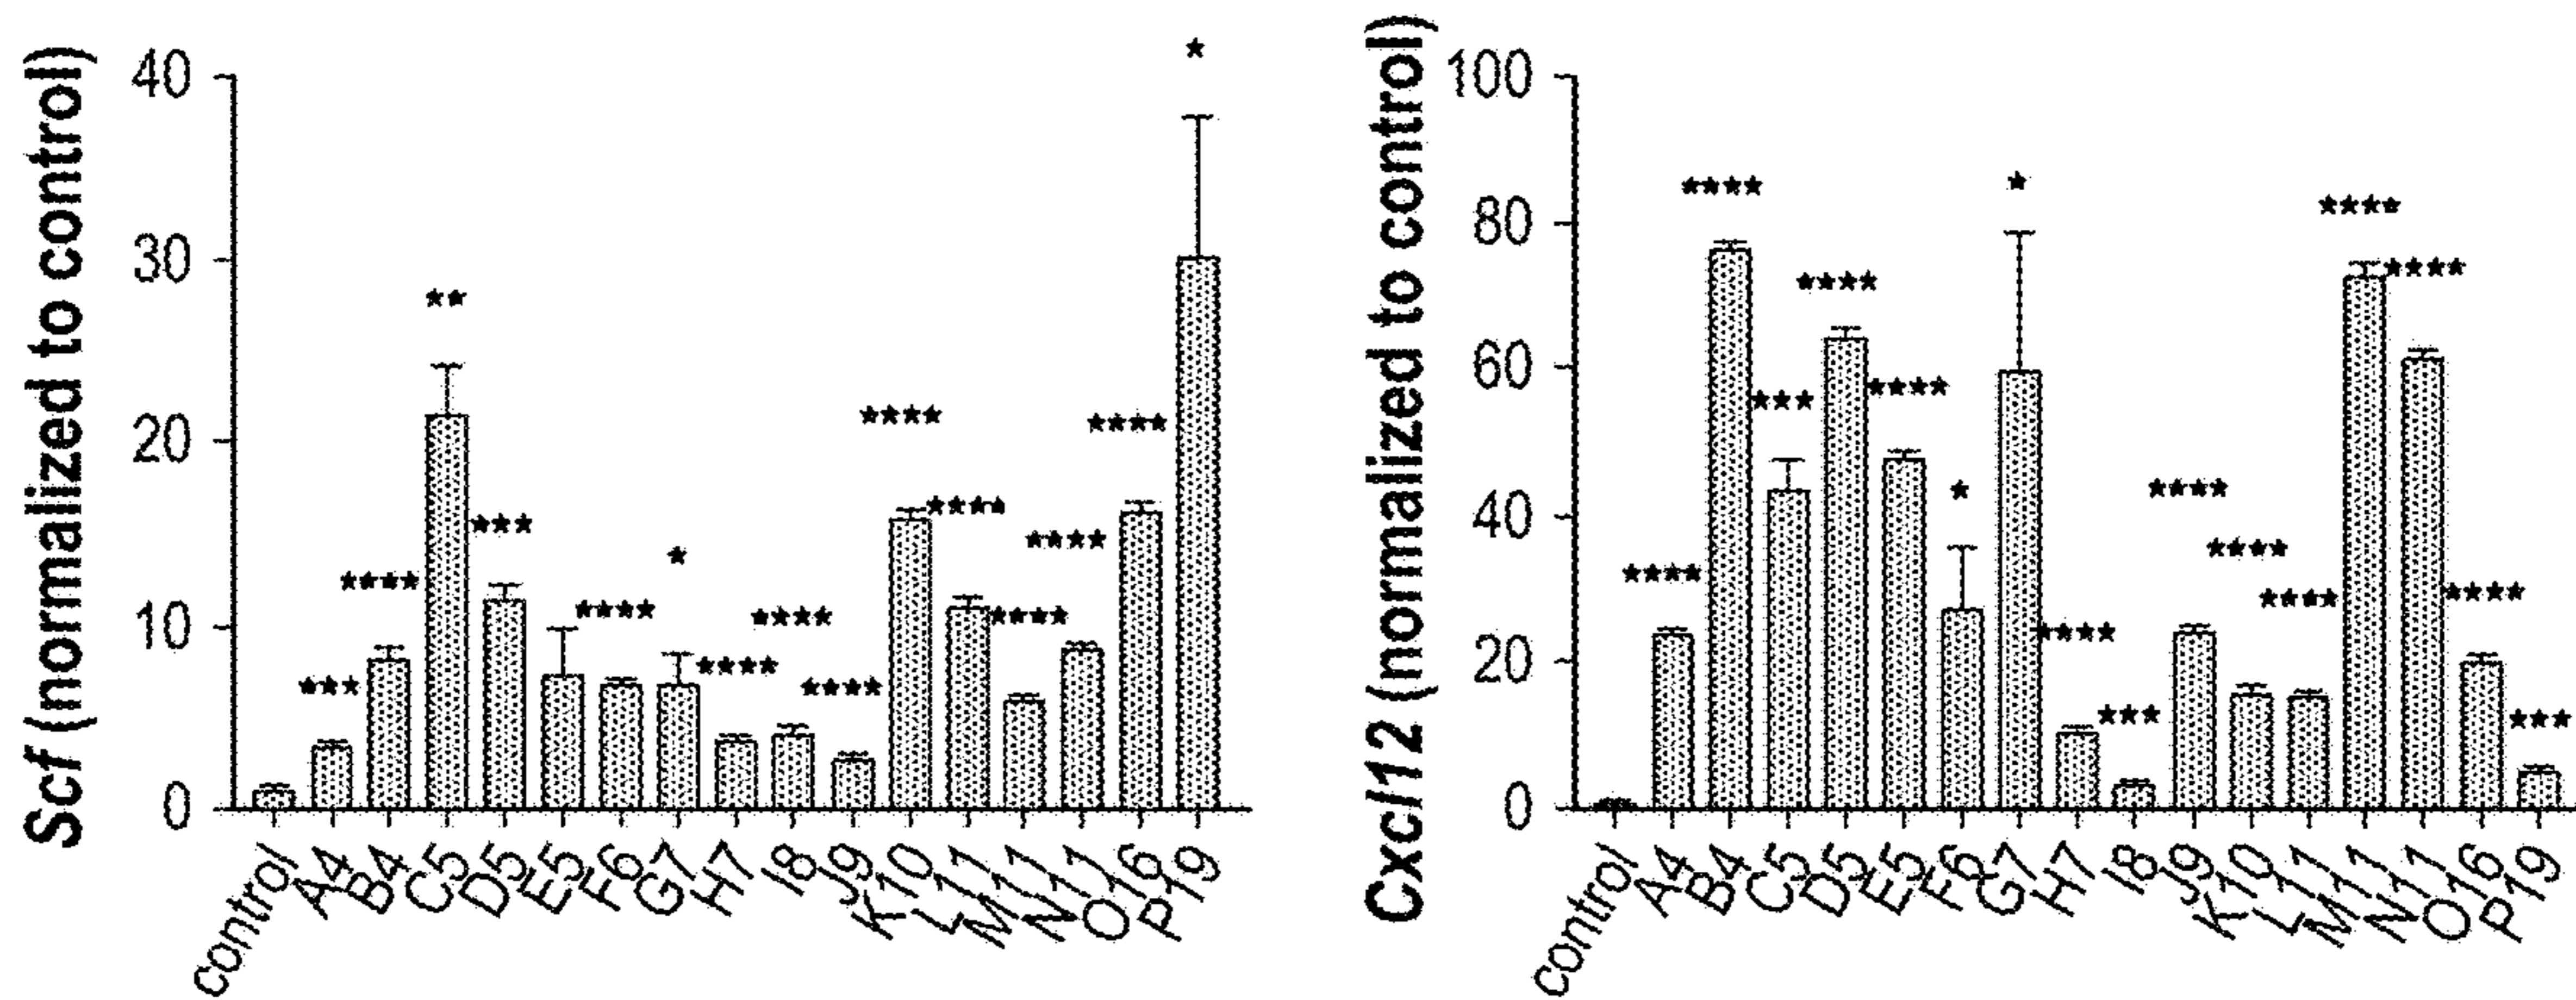 Scf (normalized to control)
40
30
20
10
0
***
****
**
***
****
*
****
****
****
****
****
****
****
****
*
control
A4
B4
C5
D5
E5
F6
G7
H7
I8
J9
K10
L11
M11
N11
O16
P19
Cxcl12 (normalized to control)
100
80
60
40
20
0
****
****
***
****
****
*
*
****
***
****
****
****
****
****
****
***
control
A4
B4
C5
D5
E5
F6
G7
H7
I8
J9
K10
L11
M11
N11
O16
P19